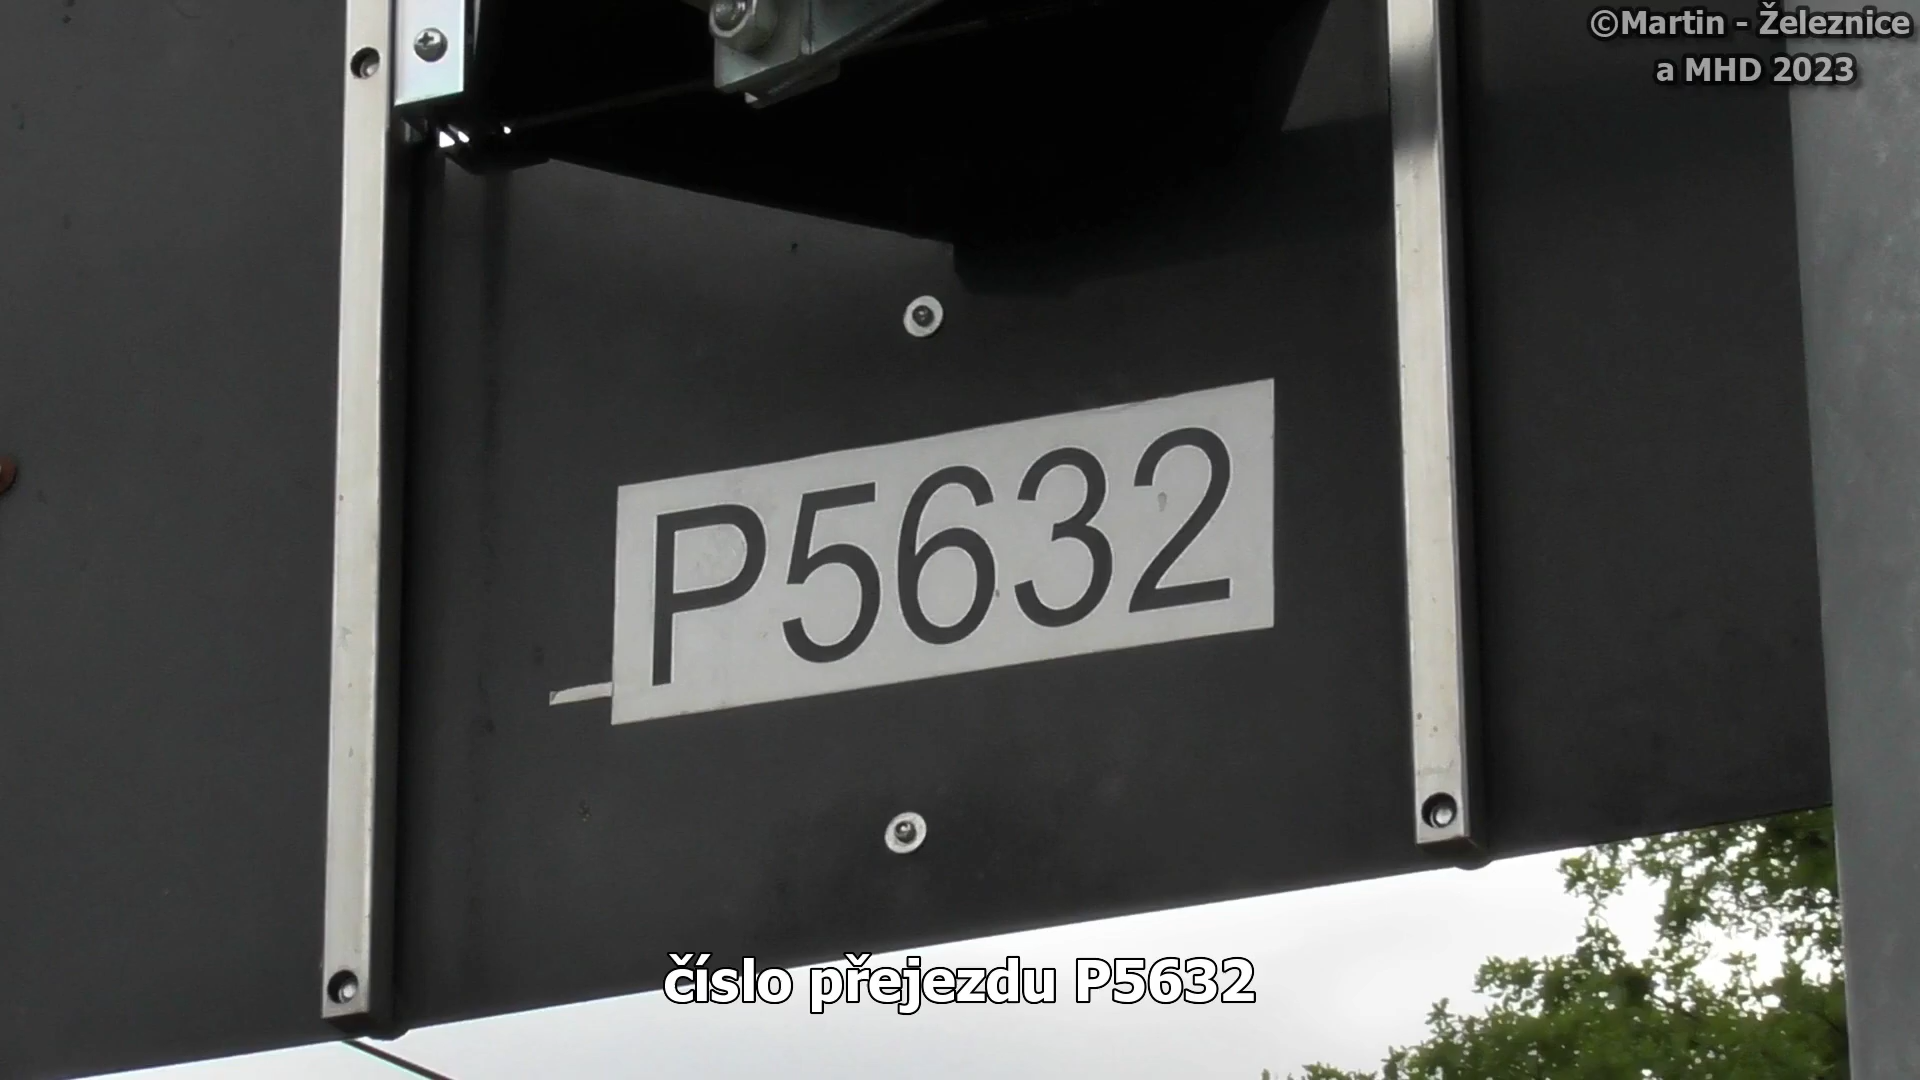 ©Martin - Železnice
a MHD 2023
P5632
číslo přejezdu P5632